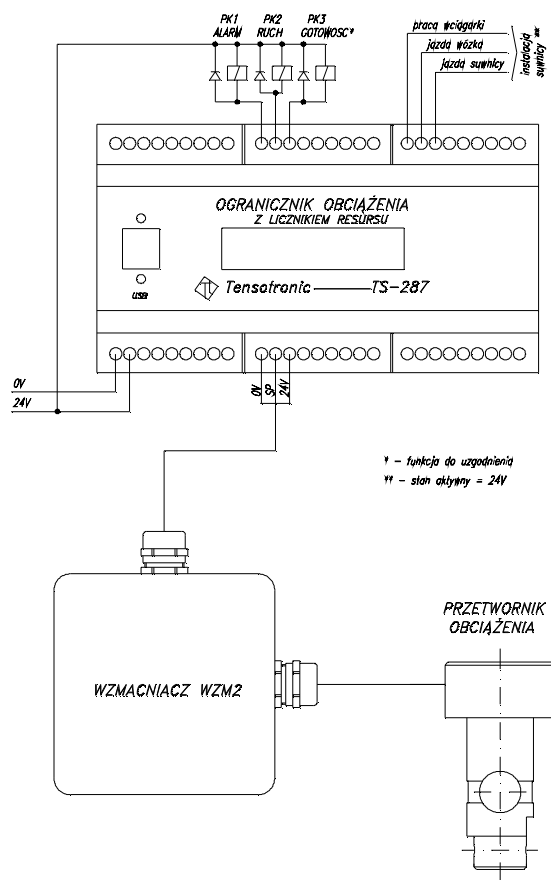 PK1 PK2 PK3
ALARM RUCH GOTOWOSC*
praca wciągarki
jazda wózka
jazda suwnicy
instalacja
suwnicy**
OGRANICZNIK OBCIĄŻENIA
Z LICZNIKIEM RESURSU
USB
Tensotronic TS-287
0V
24V
0V
SP
24V
* - funkcja do uzgodnienia
** - stan aktywny = 24V
PRZETWORNIK
OBCIĄŻENIA
WZMACNIACZ WZM2